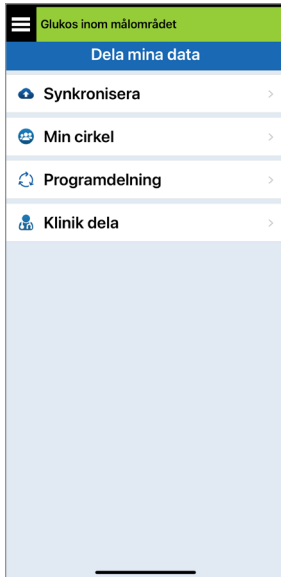 Glukos inom målområdet
Dela mina data
Synkronisera
Min cirkel
Programdelning
Klinik dela